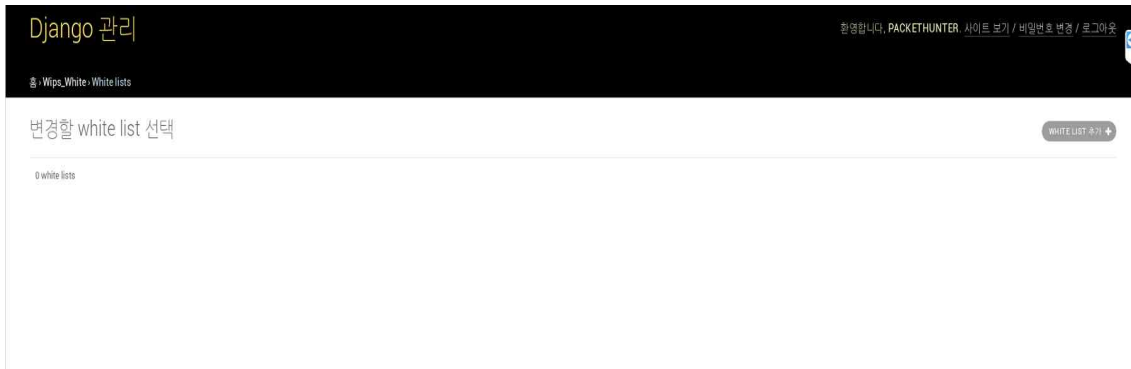 Django 관리
환영합니다, PACKETHUNTER. 사이트 보기 / 비밀번호 변경 / 로그아웃
홈 › Wips_White › White lists
변경할 white list 선택
WHITE LIST 추가 +
0 white lists